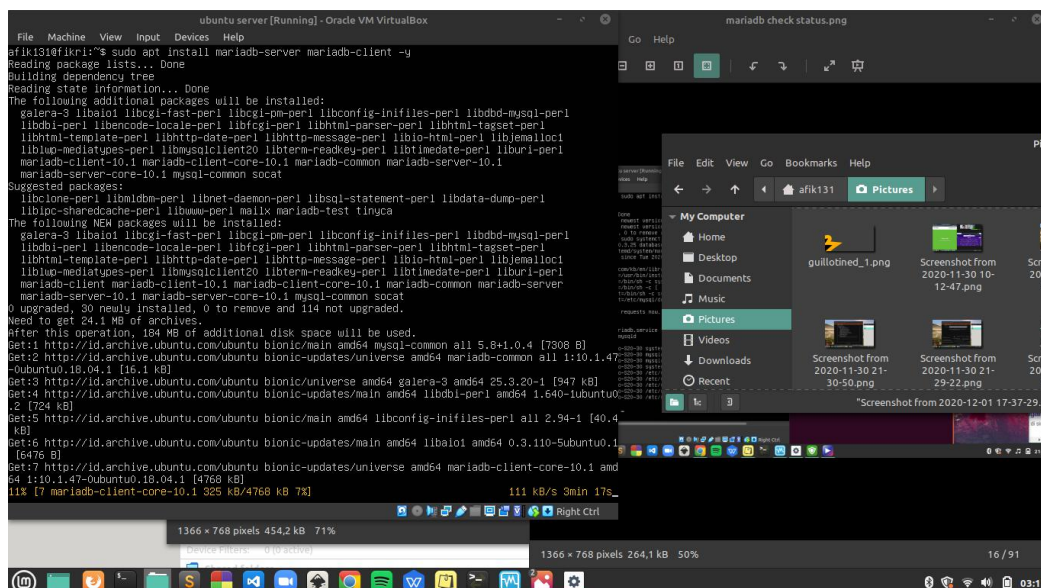 ubuntu server [Running] - Oracle VM VirtualBox
File Machine View Input Devices Help
afik131@fikri:~$ sudo apt install mariadb-server mariadb-client -y
Reading package lists... Done
Building dependency tree
Reading state information... Done
The following additional packages will be installed:
galera-3 libaio1 libcgi-fast-perl libcgi-pm-perl libconfig-inifiles-perl libdbd-mysql-perl
libdbi-perl libencode-locale-perl libfcgi-perl libhtml-parser-perl libhtml-tagset-perl
libhtml-template-perl libhttp-date-perl libhttp-message-perl libio-html-perl libjemalloc1
liblwp-mediatypes-perl libmysqlclient20 libterm-readkey-perl libtimedate-perl liburi-perl
mariadb-client-10.1 mariadb-client-core-10.1 mariadb-common mariadb-server-10.1
mariadb-server-core-10.1 mysql-common socat
Suggested packages:
libclone-perl libmldbm-perl libnet-daemon-perl libsql-statement-perl libdata-dump-perl
libipc-sharedcache-perl libwww-perl mailx mariadb-test tinyca
The following NEW packages will be installed:
galera-3 libaio1 libcgi-fast-perl libcgi-pm-perl libconfig-inifiles-perl libdbd-mysql-perl
libdbi-perl libencode-locale-perl libfcgi-perl libhtml-parser-perl libhtml-tagset-perl
libhtml-template-perl libhttp-date-perl libhttp-message-perl libio-html-perl libjemalloc1
liblwp-mediatypes-perl libmysqlclient20 libterm-readkey-perl libtimedate-perl liburi-perl
mariadb-client mariadb-client-10.1 mariadb-client-core-10.1 mariadb-common mariadb-server
mariadb-server-10.1 mariadb-server-core-10.1 mysql-common socat
0 upgraded, 30 newly installed, 0 to remove and 114 not upgraded.
Need to get 24.1 MB of archives.
After this operation, 184 MB of additional disk space will be used.
Get:1 http://id.archive.ubuntu.com/ubuntu bionic/main amd64 mysql-common all 5.8+1.0.4 [7308 B]
Get:2 http://id.archive.ubuntu.com/ubuntu bionic-updates/universe amd64 mariadb-common all 1:10.1.47
-0ubuntu0.18.04.1 [16.1 kB]
Get:3 http://id.archive.ubuntu.com/ubuntu bionic/universe amd64 galera-3 amd64 25.3.20-1 [947 kB]
Get:4 http://id.archive.ubuntu.com/ubuntu bionic-updates/main amd64 libdbi-perl amd64 1.640-1ubuntu0
.2 [724 kB]
Get:5 http://id.archive.ubuntu.com/ubuntu bionic/main amd64 libconfig-inifiles-perl all 2.94-1 [40.4
kB]
Get:6 http://id.archive.ubuntu.com/ubuntu bionic-updates/main amd64 libaio1 amd64 0.3.110-5ubuntu0.1
[6476 B]
Get:7 http://id.archive.ubuntu.com/ubuntu bionic-updates/universe amd64 mariadb-client-core-10.1 amd
64 1:10.1.47-0ubuntu0.18.04.1 [4768 kB]
11% [7 mariadb-client-core-10.1 325 kB/4768 kB 7%] 111 kB/s 3min 17s_
Right Ctrl
1366 × 768 pixels 454,2 kB 71%
Device Filters: 0 (0 active)
mariadb check status.png
Go Help
File Edit View Go Bookmarks Help
afik131 Pictures
My Computer
Home
Desktop
Documents
Music
Pictures
Videos
Downloads
Recent
guillotined_1.png
Screenshot from
2020-11-30 10-
12-47.png
Screenshot from
2020-11-30 21-
30-50.png
Screenshot from
2020-11-30 21-
29-22.png
"Screenshot from 2020-12-01 17-37-29.
1366 × 768 pixels 264,1 kB 50% 16 / 91
03:1